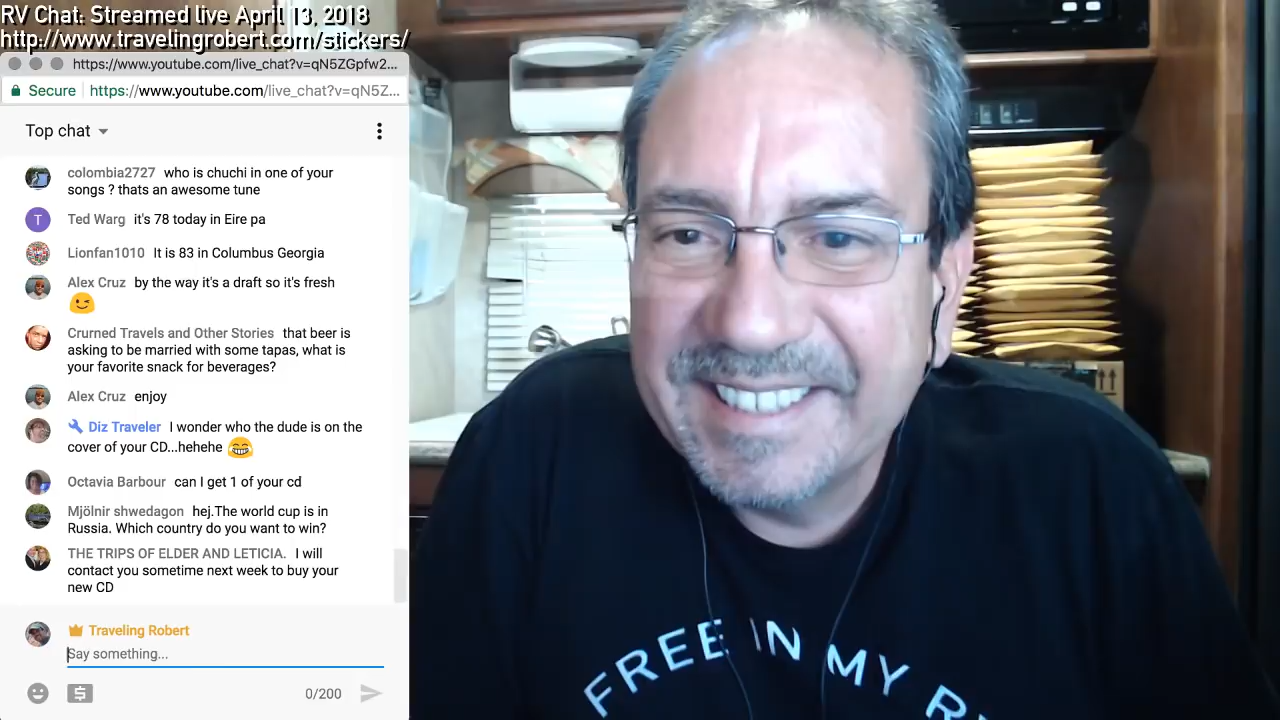 RV Chat: Streamed live April 13, 2018
http://www.travelingrobert.com/stickers/
https://www.youtube.com/live_chat?v=qN5ZGpfw2...
Secure https://www.youtube.com/live_chat?v=qN5Z...
Top chat
colombia2727 who is chuchi in one of your
songs ? thats an awesome tune
T Ted Warg it's 78 today in Eire pa
Lionfan1010 It is 83 in Columbus Georgia
Alex Cruz by the way it's a draft so it's fresh
Crurned Travels and Other Stories that beer is
asking to be married with some tapas, what is
your favorite snack for beverages?
Alex Cruz enjoy
Diz Traveler I wonder who the dude is on the
cover of your CD...hehehe
Octavia Barbour can I get 1 of your cd
Mjölnir shwedagon hej.The world cup is in
Russia. Which country do you want to win?
THE TRIPS OF ELDER AND LETICIA. I will
contact you sometime next week to buy your
new CD
Traveling Robert
Say something...
0/200
FREE IN MY